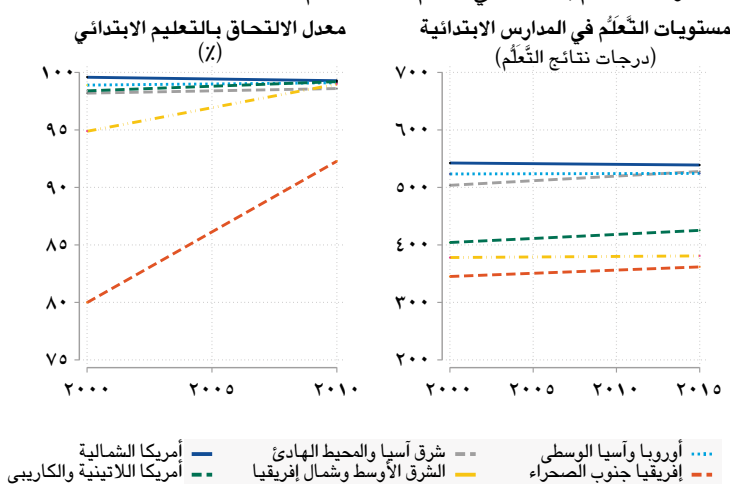 مستويات التَّعَلُّم في المدارس الابتدائية
(درجات نتائج التَّعَلُّم)
٧٠٠
٦٠٠
٥٠٠
٤٠٠
٣٠٠
٢٠٠
٢٠٠٠ ٢٠٠٥ ٢٠١٠ ٢٠١٥
معدل الالتحاق بالتعليم الابتدائي
(٪)
١٠٠
٩٥
٩٠
٨٥
٨٠
٧٥
٢٠٠٠ ٢٠٠٥ ٢٠١٠
أوروبا وآسيا الوسطى
إفريقيا جنوب الصحراء
شرق آسيا والمحيط الهادئ
الشرق الأوسط وشمال إفريقيا
أمريكا الشمالية
أمريكا اللاتينية والكاريبي